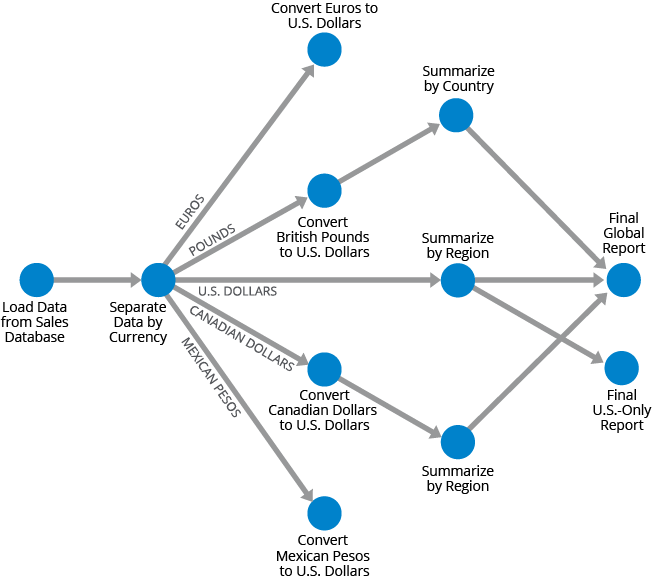 Convert Euros to
U.S. Dollars
Summarize
by Country
EUROS
POUNDS
Convert
British Pounds
to U.S. Dollars
Final
Global
Report
Summarize
by Region
U.S. DOLLARS
Load Data
from Sales
Database
Separate
Data by
Currency
CANADIAN DOLLARS
MEXICAN PESOS
Convert
Canadian Dollars
to U.S. Dollars
Final
U.S.-Only
Report
Summarize
by Region
Convert
Mexican Pesos
to U.S. Dollars